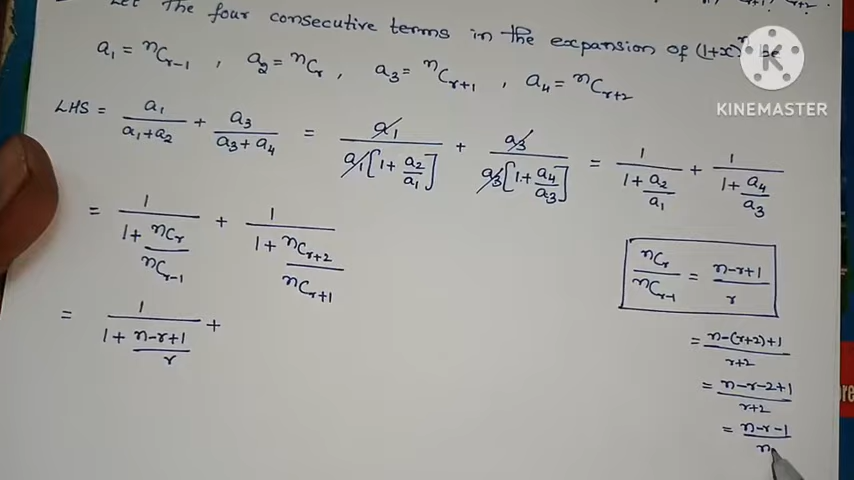 Let The four consecutive terms in the expansion of (1+x)ⁿ be
a₁ = ⁿCᵣ₋₁ , a₂ = ⁿCᵣ , a₃ = ⁿCᵣ₊₁ , a₄ = ⁿCᵣ₊₂
KINEMASTER
LHS = a₁/(a₁+a₂) + a₃/(a₃+a₄) = a₁/(a₁[1+a₂/a₁]) + a₃/(a₃[1+a₄/a₃]) = 1/(1+a₂/a₁) + 1/(1+a₄/a₃)
= 1/(1+ⁿCᵣ/ⁿCᵣ₋₁) + 1/(1+ⁿCᵣ₊₂/ⁿCᵣ₊₁)
ⁿCᵣ/ⁿCᵣ₋₁ = (n-r+1)/r
= 1/(1+(n-r+1)/r) +
= (n-(r+2)+1)/(r+2)
= (n-r-2+1)/(r+2)
= (n-r-1)/r